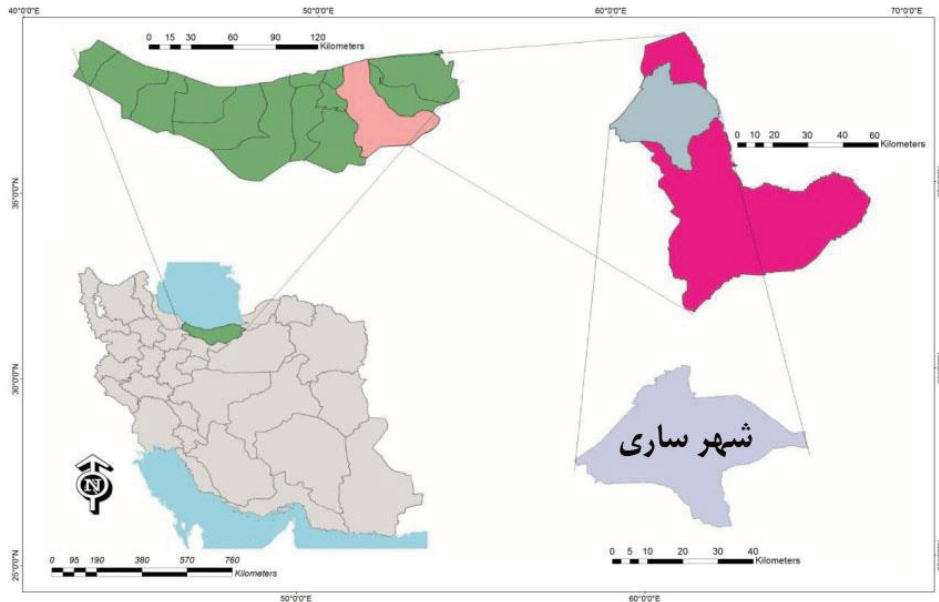 40°0'0"E 50°0'0"E 60°0'0"E 70°0'0"E
0 15 30 60 90 120
Kilometers
0 10 20 30 40 60
Kilometers
35°0'0"N
30°0'0"N
شهر ساری
N
0 95 190 380 570 760
Kilometers
0 5 10 20 30 40
Kilometers
25°0'0"N
50°0'0"E 60°0'0"E